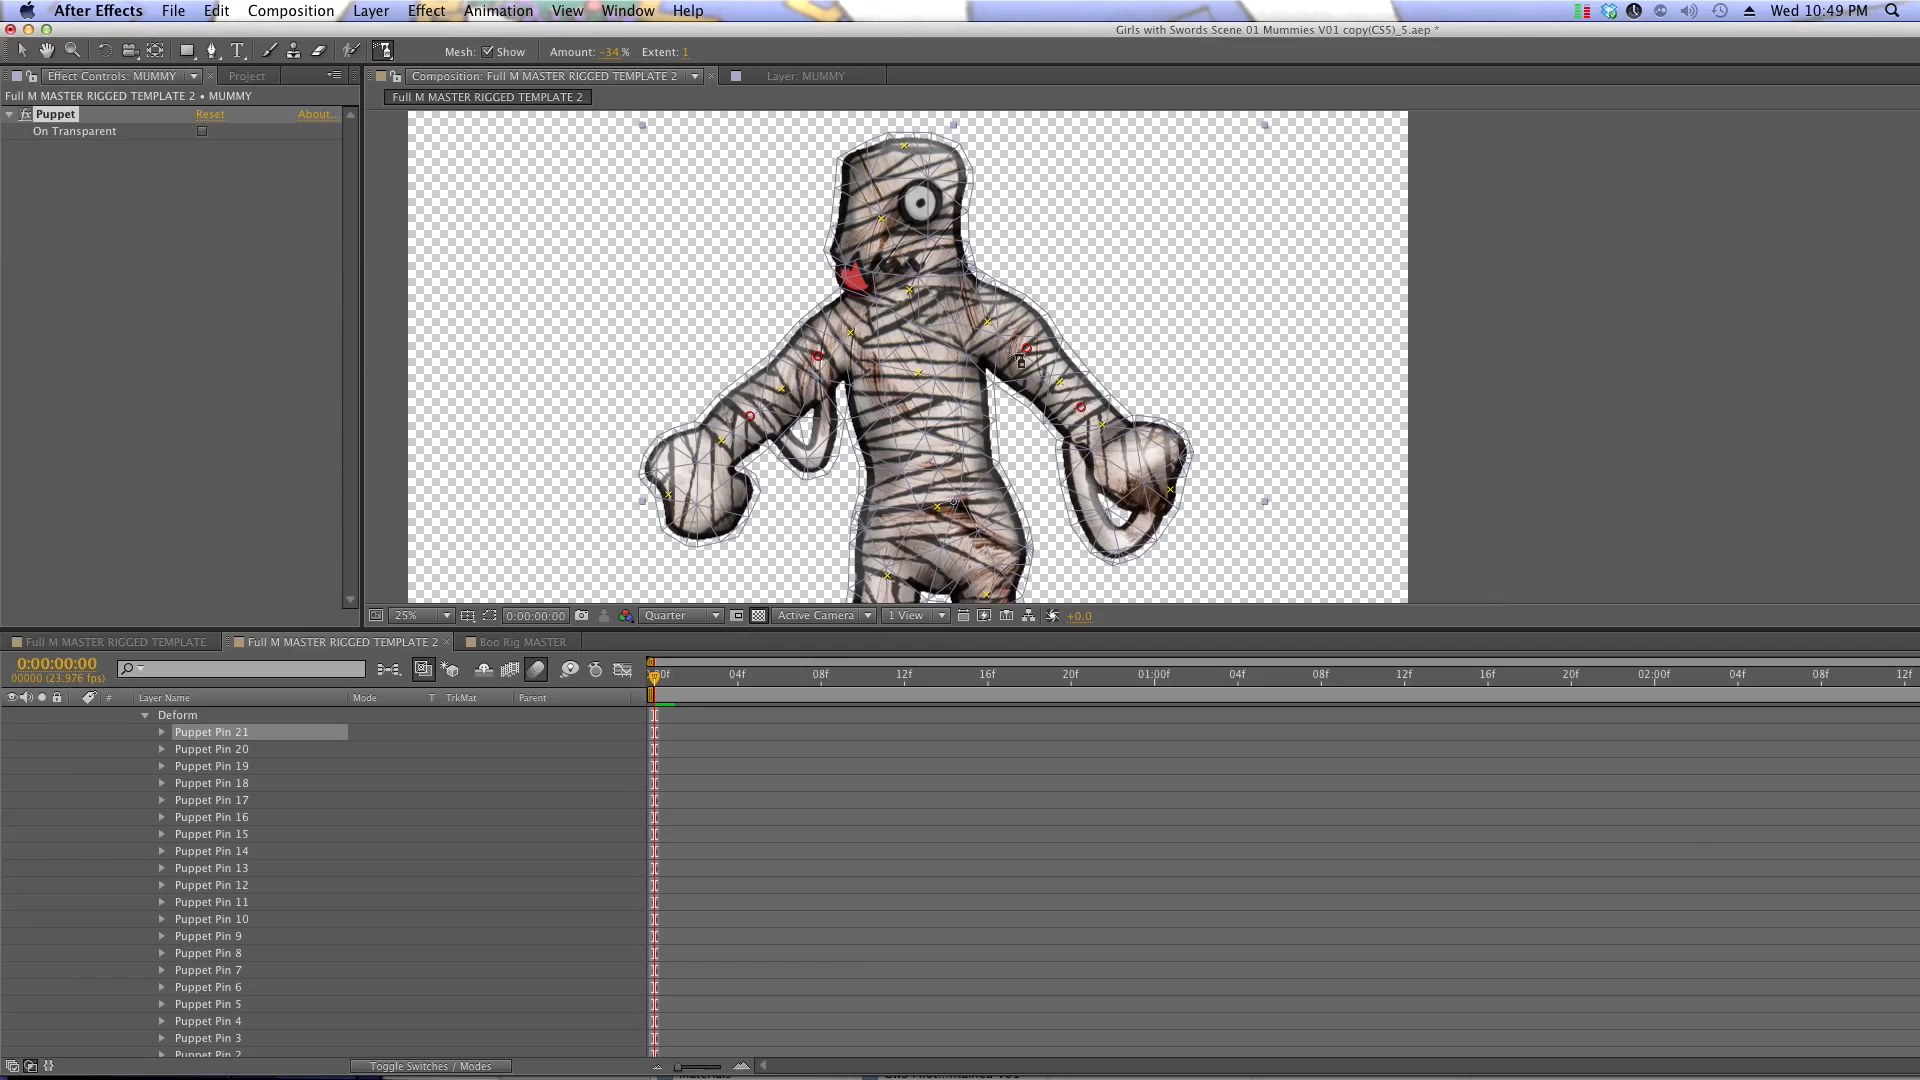 After Effects File Edit Composition Layer Effect Animation View Window Help Wed 10:49 PM
Girls with Swords Scene 01 Mummies V01 copy(CS5)_5.aep *
Mesh: Show Amount: -34 % Extent: 1
Effect Controls: MUMMY Project Composition: Full M MASTER RIGGED TEMPLATE 2 Layer: MUMMY
Full M MASTER RIGGED TEMPLATE 2 • MUMMY Full M MASTER RIGGED TEMPLATE 2
fx Puppet Reset About...
On Transparent
25% 0:00:00:00 Quarter Active Camera 1 View +0.0
Full M MASTER RIGGED TEMPLATE Full M MASTER RIGGED TEMPLATE 2 Boo Rig MASTER
0:00:00:00
00000 (23.976 fps)
04f 08f 12f 16f 20f 01:00f 04f 08f 12f 16f 20f 02:00f 04f 08f 12f
# Layer Name Mode T TrkMat Parent
Deform
Puppet Pin 21
Puppet Pin 20
Puppet Pin 19
Puppet Pin 18
Puppet Pin 17
Puppet Pin 16
Puppet Pin 15
Puppet Pin 14
Puppet Pin 13
Puppet Pin 12
Puppet Pin 11
Puppet Pin 10
Puppet Pin 9
Puppet Pin 8
Puppet Pin 7
Puppet Pin 6
Puppet Pin 5
Puppet Pin 4
Puppet Pin 3
Puppet Pin 2
Toggle Switches / Modes